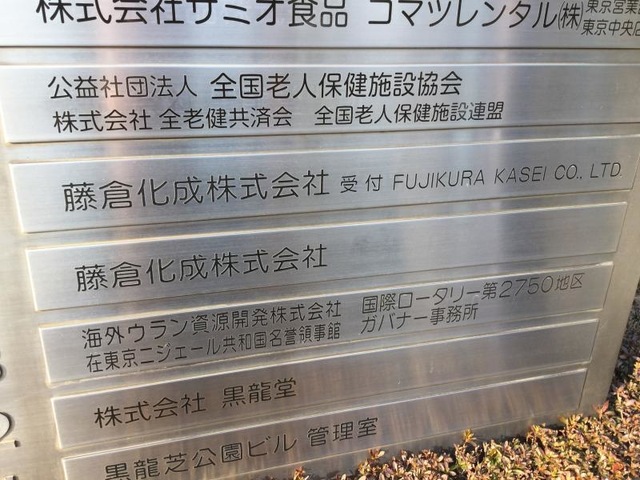 株式会社サミオ食品 コマツレンタル(株)東京営業
東京中央店
公益社団法人 全国老人保健施設協会
株式会社 全老健共済会 全国老人保健施設連盟
藤倉化成株式会社 受付 FUJIKURA KASEI CO., LTD.
藤倉化成株式会社
海外ウラン資源開発株式会社 国際ロータリー第2750地区
在東京ニジェール共和国名誉領事館 ガバナー事務所
株式会社 黒龍堂
黒龍芝公園ビル 管理室